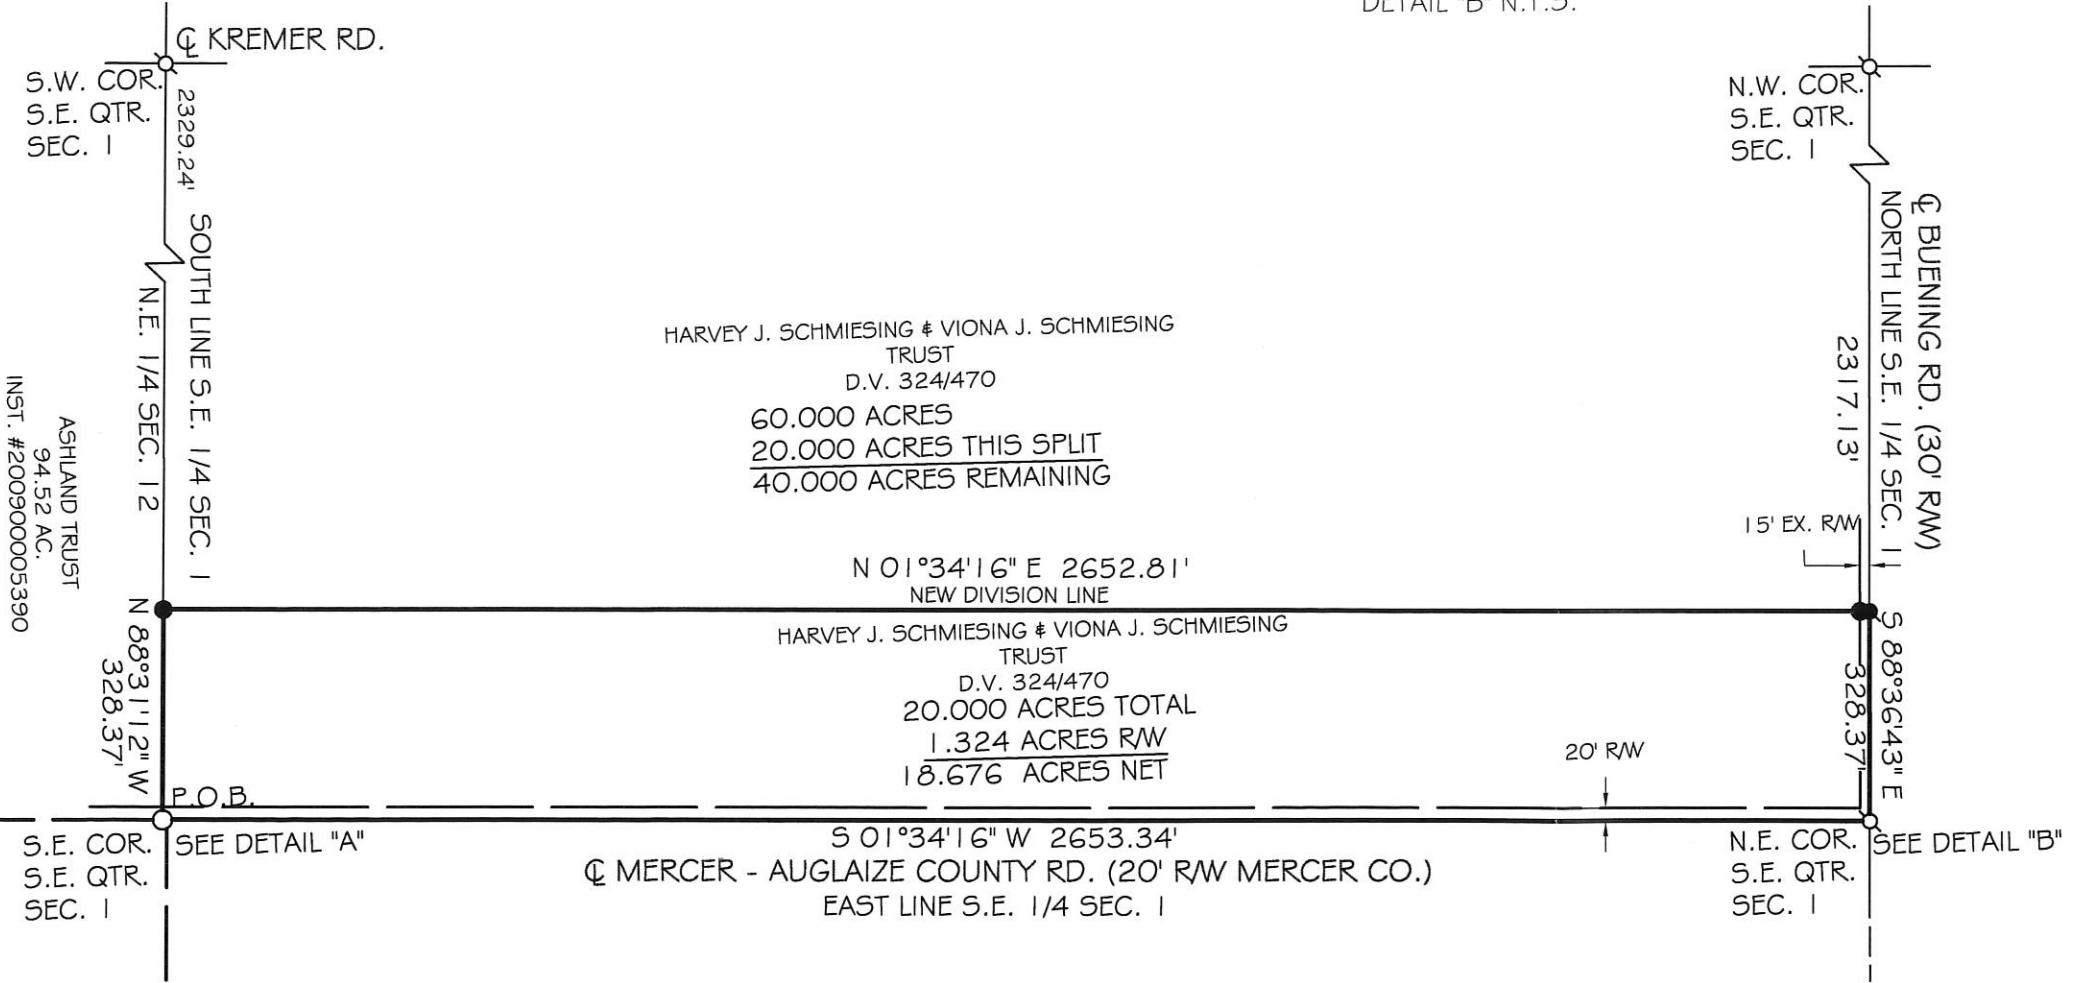 DETAIL "B" N.T.S.
℄ KREMER RD.
S.W. COR.
S.E. QTR.
SEC. 1
2329.24'
SOUTH LINE S.E. 1/4 SEC. 1
N.E. 1/4 SEC. 12
ASHLAND TRUST
94.52 AC.
INST. #200900005390
N 88°31'12" W
328.37'
N.W. COR.
S.E. QTR.
SEC. 1
℄ BUENING RD. (30' R/W)
NORTH LINE S.E. 1/4 SEC. 1
2317.13'
15' EX. R/W
S 88°36'43" E
328.37'
HARVEY J. SCHMIESING & VIONA J. SCHMIESING
TRUST
D.V. 324/470
60.000 ACRES
20.000 ACRES THIS SPLIT
40.000 ACRES REMAINING
N 01°34'16" E 2652.81'
NEW DIVISION LINE
HARVEY J. SCHMIESING & VIONA J. SCHMIESING
TRUST
D.V. 324/470
20.000 ACRES TOTAL
1.324 ACRES R/W
18.676 ACRES NET
20' R/W
P.O.B.
S.E. COR.
S.E. QTR.
SEC. 1
SEE DETAIL "A"
S 01°34'16" W 2653.34'
℄ MERCER - AUGLAIZE COUNTY RD. (20' R/W MERCER CO.)
EAST LINE S.E. 1/4 SEC. 1
N.E. COR.
S.E. QTR.
SEC. 1
SEE DETAIL "B"